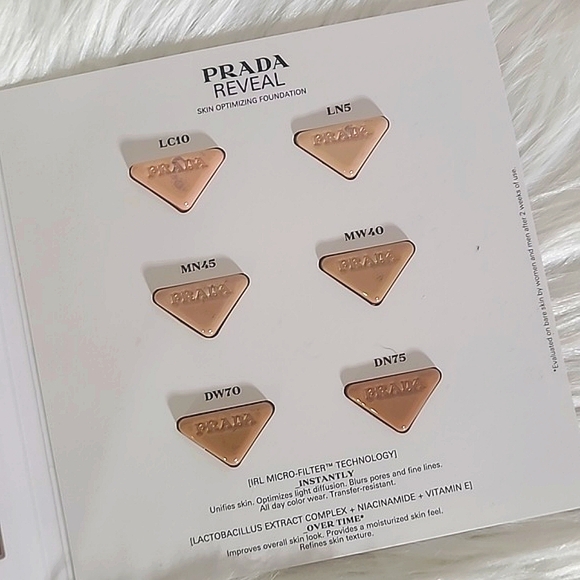 PRADA
REVEAL
SKIN OPTIMIZING FOUNDATION
LC10
LN5
PRADA
PRADA
MN45
MW40
PRADA
PRADA
DW70
DN75
PRADA
PRADA
[IRL MICRO-FILTER™ TECHNOLOGY]
INSTANTLY
Unifies skin. Optimizes light diffusion. Blurs pores and fine lines.
All day color wear. Transfer-resistant.
[LACTOBACILLUS EXTRACT COMPLEX + NIACINAMIDE + VITAMIN E]
OVER TIME*
Improves overall skin look. Provides a moisturized skin feel.
Refines skin texture.
*Evaluated on bare skin by women and men after 2 weeks of use.